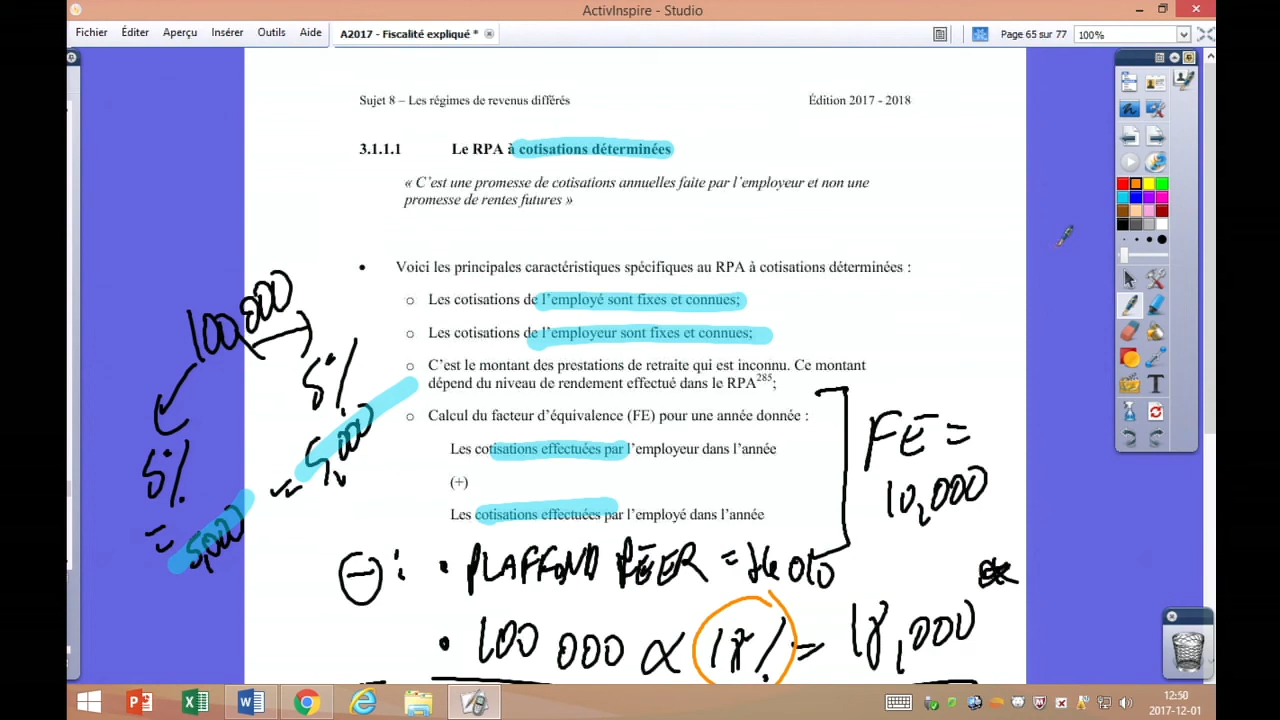 ActivInspire - Studio
Fichier Éditer Aperçu Insérer Outils Aide
A2017 - Fiscalité expliqué *
Page 65 sur 77
100%
Sujet 8 – Les régimes de revenus différés
Édition 2017 - 2018
3.1.1.1 Le RPA à cotisations déterminées
« C'est une promesse de cotisations annuelles faite par l'employeur et non une
promesse de rentes futures »
• Voici les principales caractéristiques spécifiques au RPA à cotisations déterminées :
o Les cotisations de l'employé sont fixes et connues;
o Les cotisations de l'employeur sont fixes et connues;
o C'est le montant des prestations de retraite qui est inconnu. Ce montant
dépend du niveau de rendement effectué dans le RPA285;
o Calcul du facteur d'équivalence (FE) pour une année donnée :
Les cotisations effectuées par l'employeur dans l'année
(+)
Les cotisations effectuées par l'employé dans l'année
100,000
5%
= 5,000
5%
= 5,000
FE =
10,000
• PLAFFOND REER = 26 010
• 100 000 x 18% = 18,000
12:50
2017-12-01